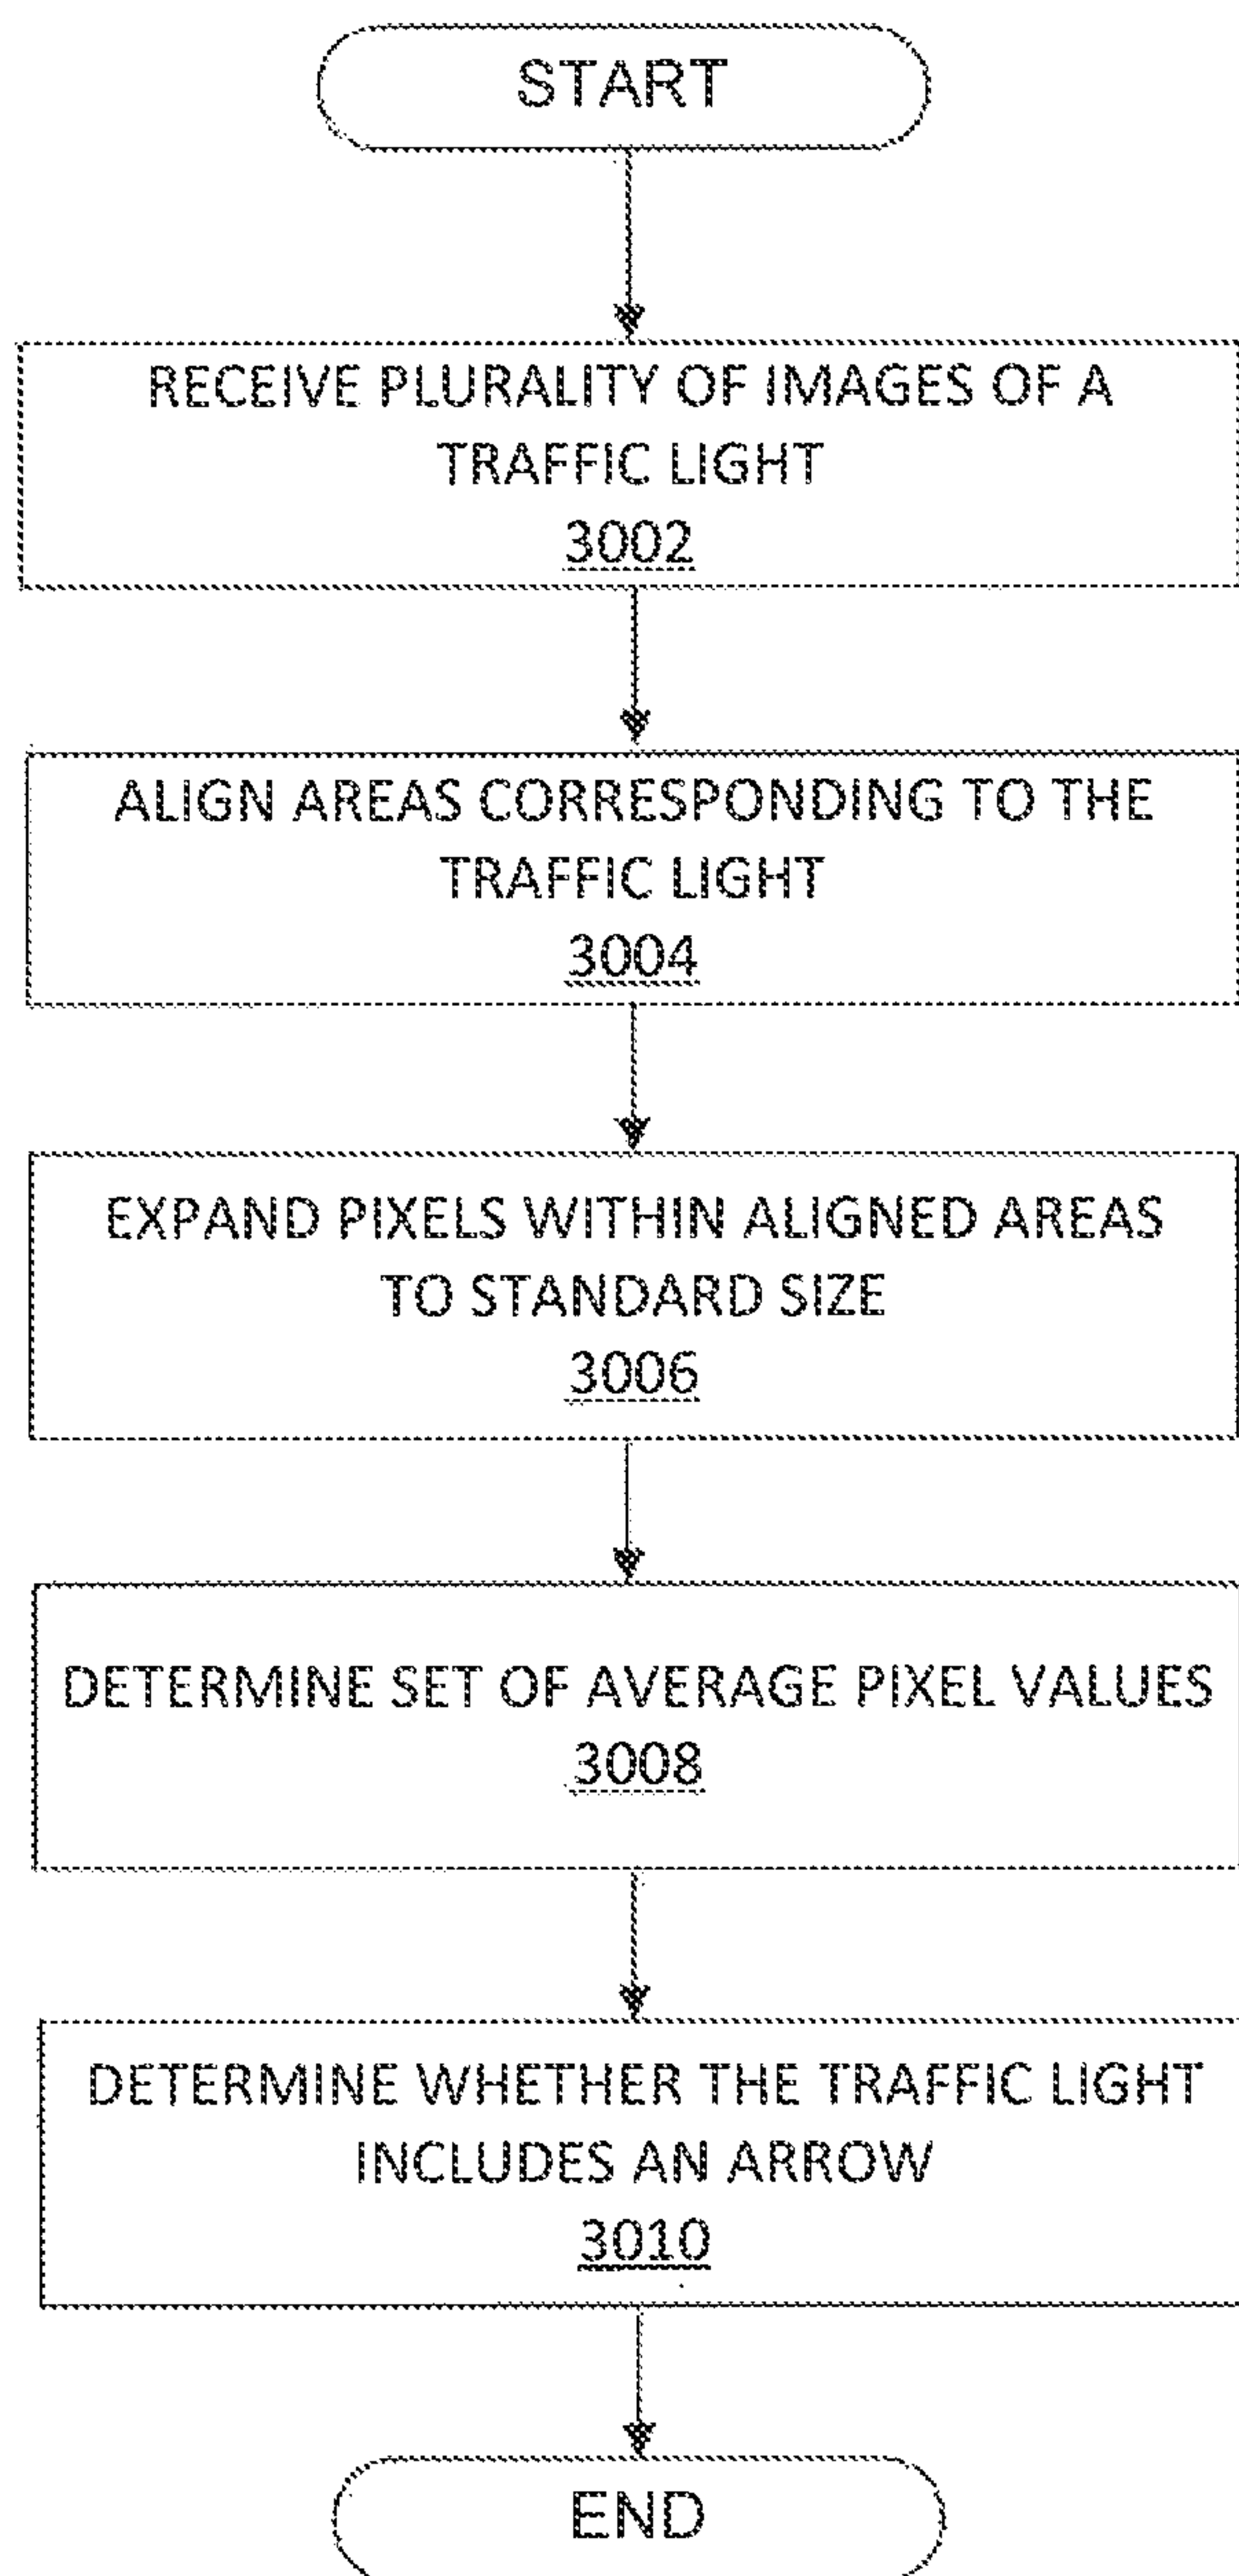 START
RECEIVE PLURALITY OF IMAGES OF A
TRAFFIC LIGHT
3002
ALIGN AREAS CORRESPONDING TO THE
TRAFFIC LIGHT
3004
EXPAND PIXELS WITHIN ALIGNED AREAS
TO STANDARD SIZE
3006
DETERMINE SET OF AVERAGE PIXEL VALUES
3008
DETERMINE WHETHER THE TRAFFIC LIGHT
INCLUDES AN ARROW
3010
END